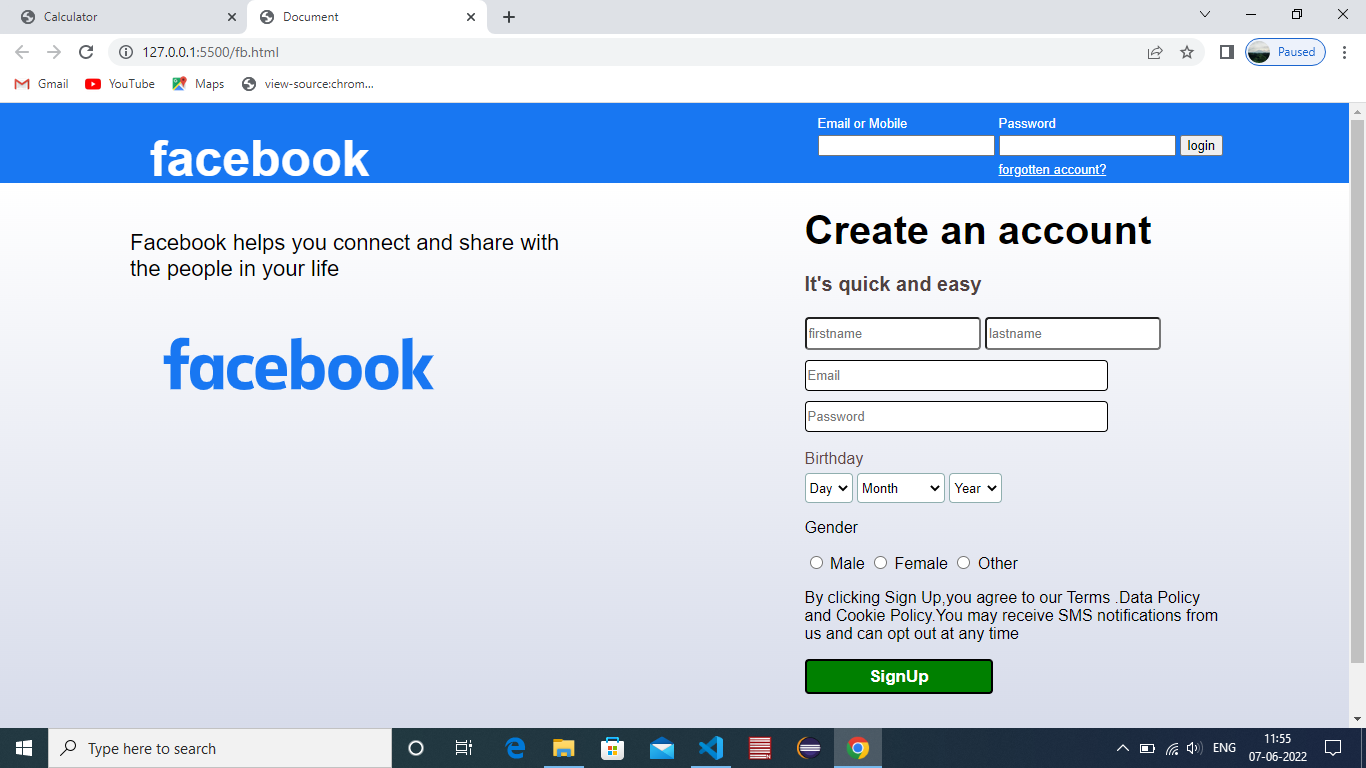 Calculator
Document
127.0.0.1:5500/fb.html
Paused
Gmail
YouTube
Maps
view-source:chrom...
Email or Mobile
Password
facebook
login
forgotten account?
Facebook helps you connect and share with
the people in your life
facebook
Create an account
It's quick and easy
firstname
lastname
Email
Password
Birthday
Day
Month
Year
Gender
Male
Female
Other
By clicking Sign Up,you agree to our Terms .Data Policy
and Cookie Policy.You may receive SMS notifications from
us and can opt out at any time
SignUp
Type here to search
ENG
11:55
07-06-2022